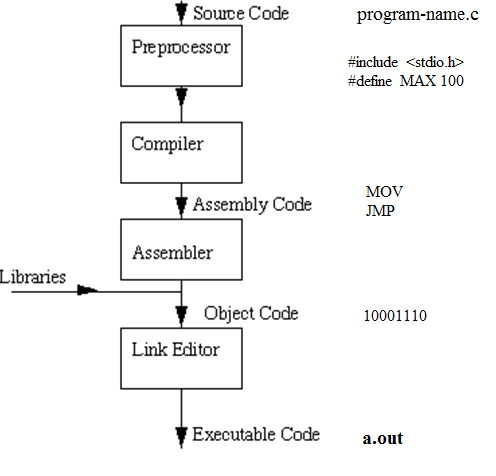 Source Code program-name.c
Preprocessor
#include <stdio.h>
#define MAX 100
Compiler
MOV
Assembly Code
JMP
Assembler
Libraries
Object Code 10001110
Link Editor
Executable Code a.out